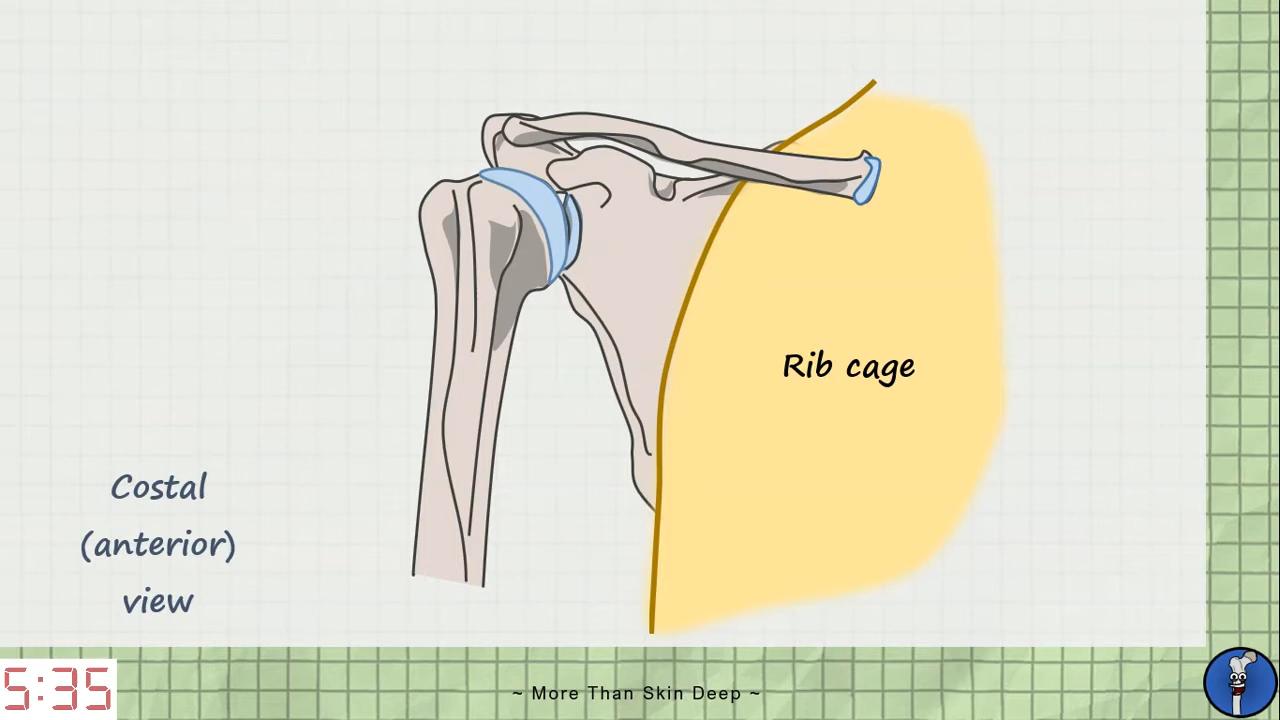 Rib cage
Costal
(anterior)
view
5:35
~ More Than Skin Deep ~